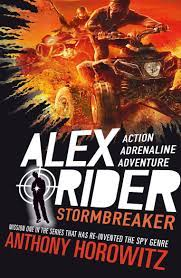 ACTION
ADRENALINE
ADVENTURE
ALEX
RIDER
STORMBREAKER
MISSION ONE IN THE SERIES THAT HAS RE-INVENTED THE SPY GENRE
ANTHONY HOROWITZ